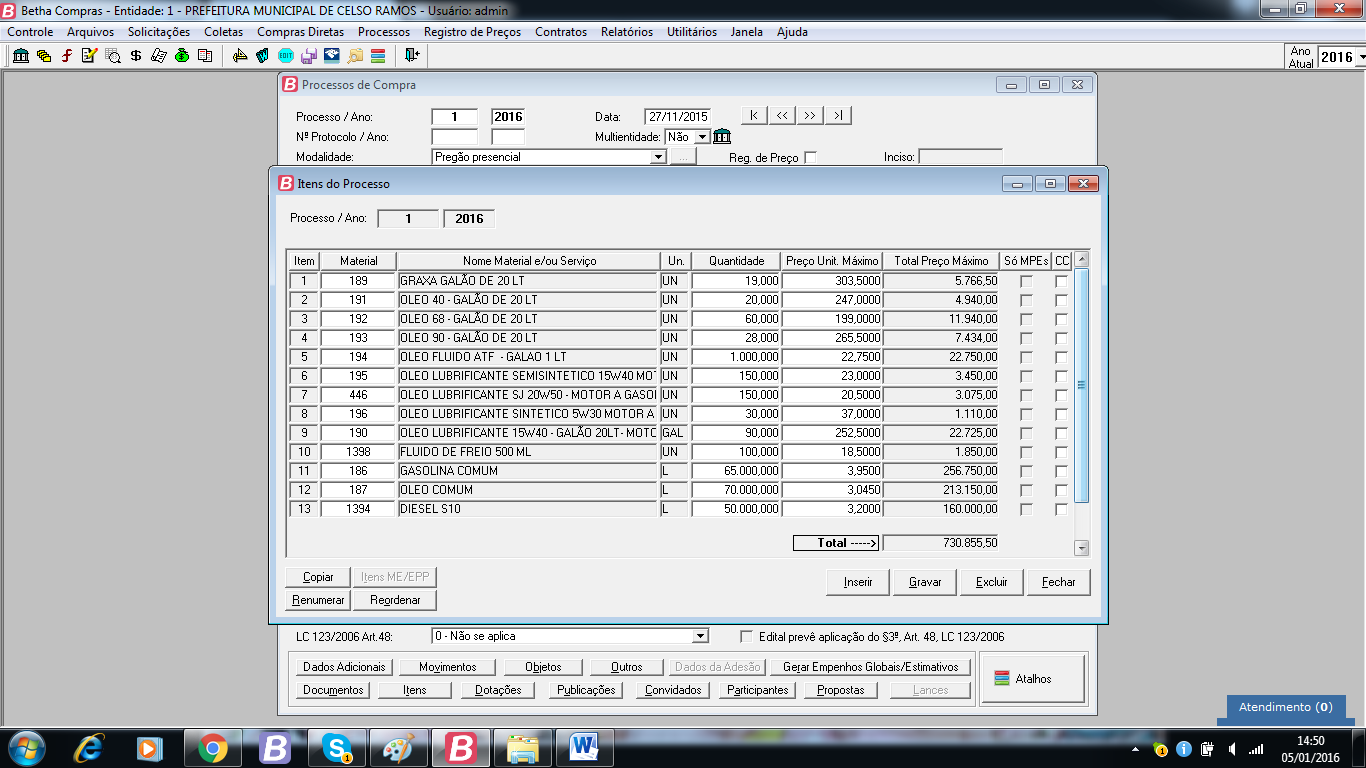 Betha Compras - Entidade: 1 - PREFEITURA MUNICIPAL DE CELSO RAMOS - Usuário: admin
Controle Arquivos Solicitações Coletas Compras Diretas Processos Registro de Preços Contratos Relatórios Utilitários Janela Ajuda
Ano Atual 2016
Processos de Compra
Processo / Ano: 1 2016 Data: 27/11/2015 |< << >> >|
Nº Protocolo / Ano: Multientidade: Não
Modalidade: Pregão presencial ... Reg. de Preço Inciso:
Itens do Processo
Processo / Ano: 1 2016
Item Material Nome Material e/ou Serviço Un. Quantidade Preço Unit. Máximo Total Preço Máximo Só MPEs CC
1 189 GRAXA GALÃO DE 20 LT UN 19,000 303,5000 5.766,50
2 191 OLEO 40 - GALÃO DE 20 LT UN 20,000 247,0000 4.940,00
3 192 OLEO 68 - GALÃO DE 20 LT UN 60,000 199,0000 11.940,00
4 193 OLEO 90 - GALÃO DE 20 LT UN 28,000 265,5000 7.434,00
5 194 OLEO FLUIDO ATF - GALAO 1 LT UN 1.000,000 22,7500 22.750,00
6 195 OLEO LUBRIFICANTE SEMISINTETICO 15W40 MOT UN 150,000 23,0000 3.450,00
7 446 OLEO LUBRIFICANTE SJ 20W50 - MOTOR A GASOI UN 150,000 20,5000 3.075,00
8 196 OLEO LUBRIFICANTE SINTETICO 5W30 MOTOR A UN 30,000 37,0000 1.110,00
9 190 OLEO LUBRIFICANTE 15W40 - GALÃO 20LT- MOTO GAL 90,000 252,5000 22.725,00
10 1398 FLUIDO DE FREIO 500 ML UN 100,000 18,5000 1.850,00
11 186 GASOLINA COMUM L 65.000,000 3,9500 256.750,00
12 187 OLEO COMUM L 70.000,000 3,0450 213.150,00
13 1394 DIESEL S10 L 50.000,000 3,2000 160.000,00
Total -----> 730.855,50
Copiar Itens ME/EPP Inserir Gravar Excluir Fechar
Renumerar Reordenar
LC 123/2006 Art.48: 0 - Não se aplica Edital prevê aplicação do §3º, Art. 48, LC 123/2006
Dados Adicionais Movimentos Objetos Outros Dados da Adesão Gerar Empenhos Globais/Estimativos
Documentos Itens Dotações Publicações Convidados Participantes Propostas Lances Atalhos
Atendimento (0)
14:50
05/01/2016